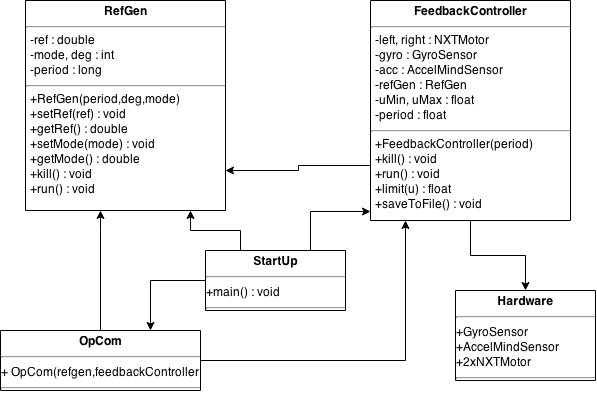 RefGen
-ref : double
-mode, deg : int
-period : long
+RefGen(period,deg,mode)
+setRef(ref) : void
+getRef() : double
+setMode(mode) : void
+getMode() : double
+kill() : void
+run() : void
FeedbackController
-left, right : NXTMotor
-gyro : GyroSensor
-acc : AccelMindSensor
-refGen : RefGen
-uMin, uMax : float
-period : float
+FeedbackController(period)
+kill() : void
+run() : void
+limit(u) : float
+saveToFile() : void
StartUp
+main() : void
OpCom
+ OpCom(refgen,feedbackController
Hardware
+GyroSensor
+AccelMindSensor
+2xNXTMotor